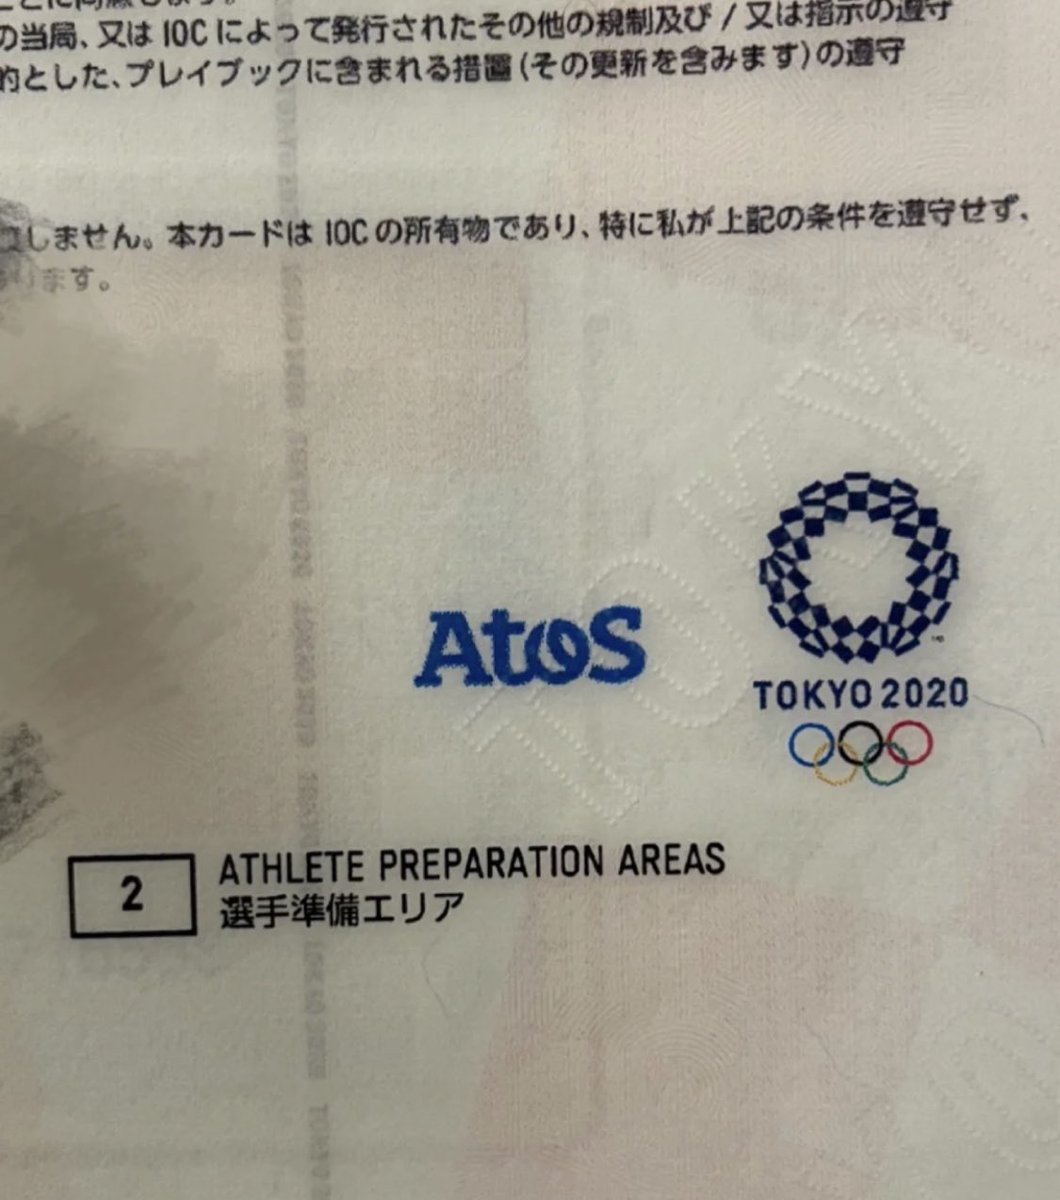 の当局、又は IOC によって発行されたその他の規制及び / 又は指示の遵守
的とした、プレイブックに含まれる措置(その更新を含みます)の遵守
しません。本カードは IOC の所有物であり、特に私が上記の条件を遵守せず、
ります。
Atos
TOKYO 2020
2
ATHLETE PREPARATION AREAS
選手準備エリア